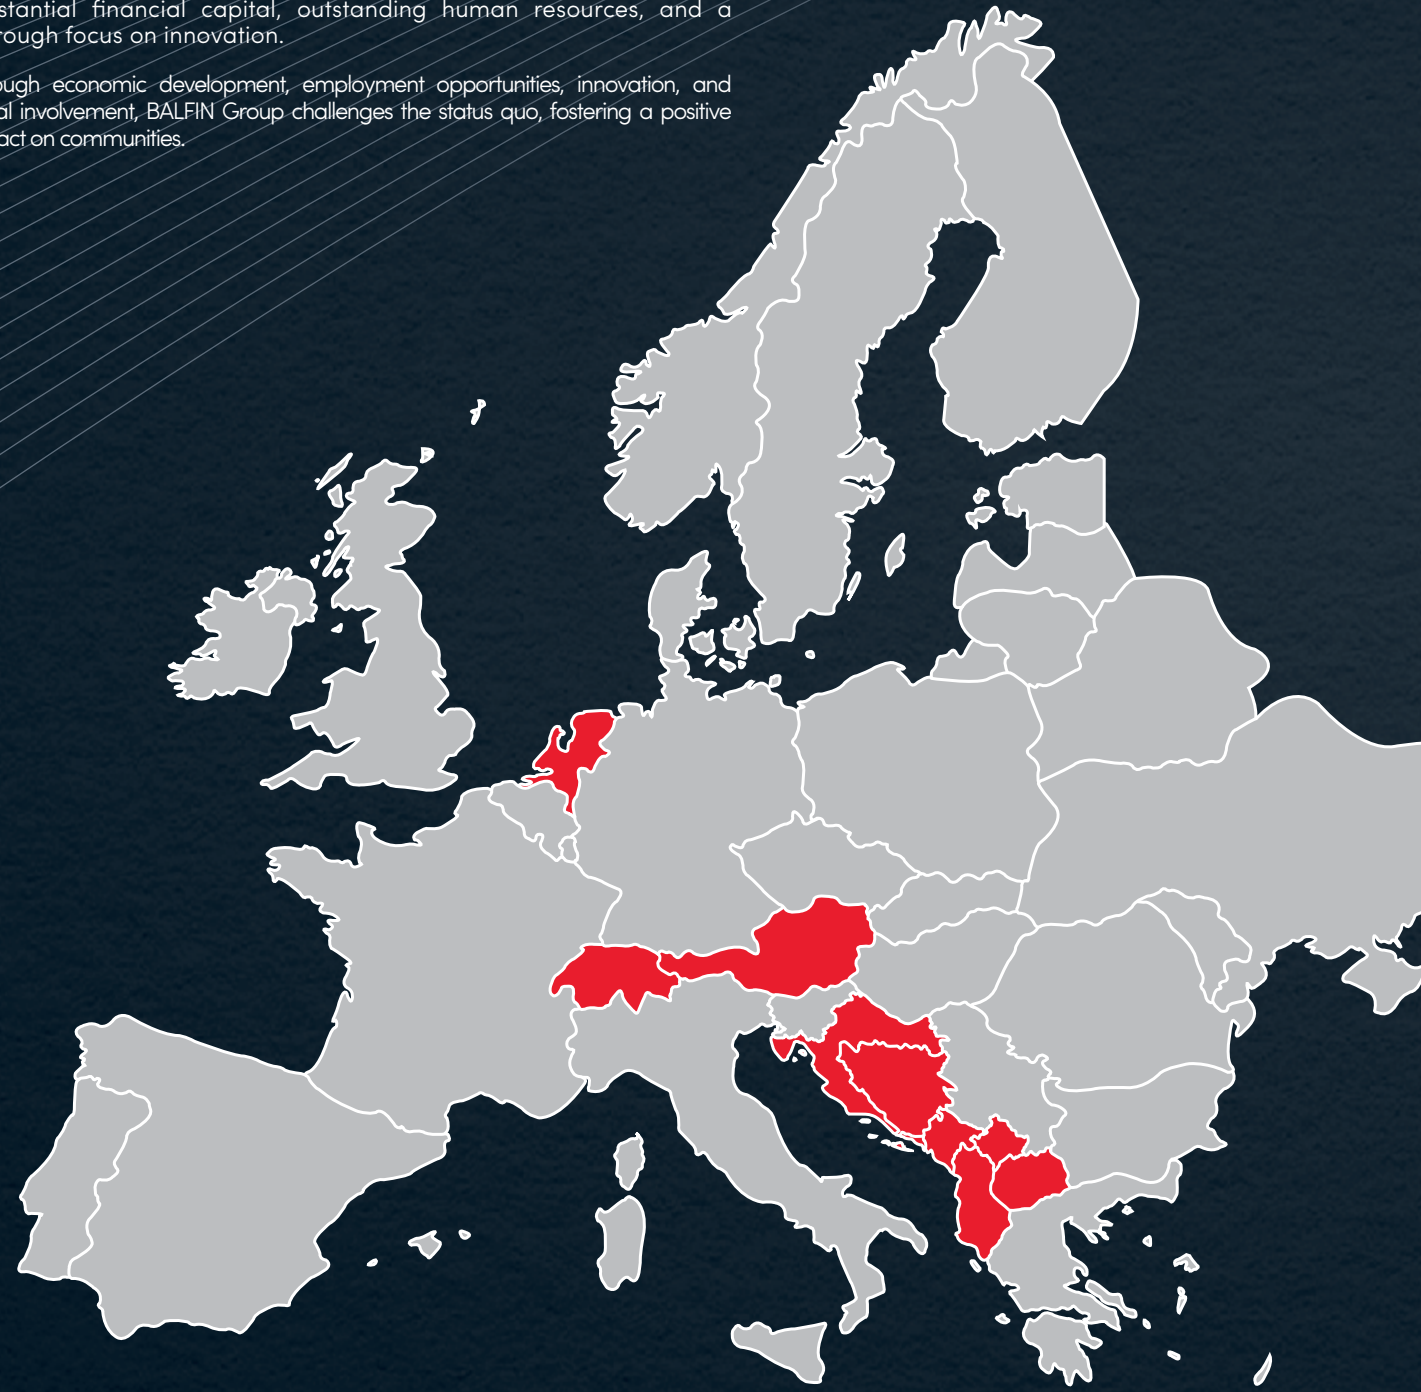 stantial financial capital, outstanding human resources, and a
rough focus on innovation.
ough economic development, employment opportunities, innovation, and
al involvement, BALFIN Group challenges the status quo, fostering a positive
act on communities.